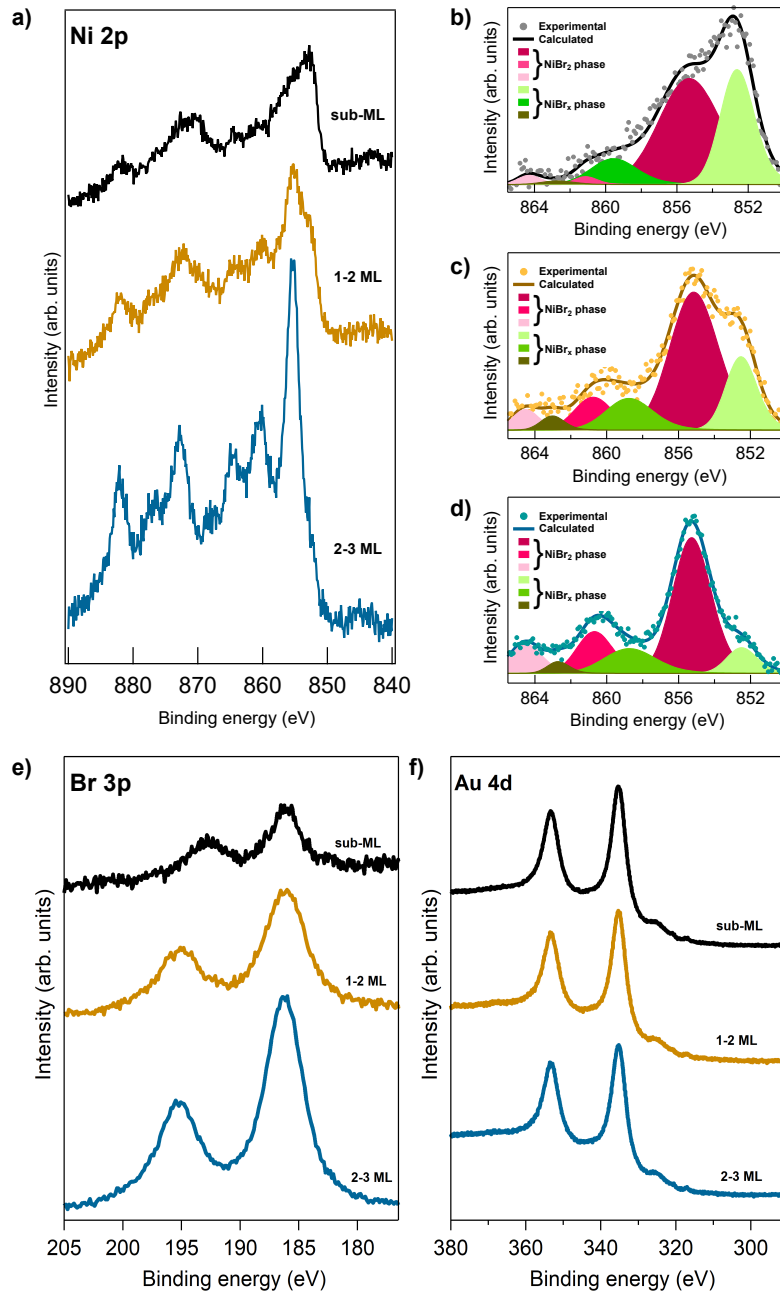 a)
Ni 2p
sub-ML
1-2 ML
2-3 ML
Intensity (arb. units)
890 880 870 860 850 840
Binding energy (eV)
b)
Experimental
Calculated
NiBr₂ phase
NiBrₓ phase
Intensity (arb. units)
864 860 856 852
Binding energy (eV)
c)
Experimental
Calculated
NiBr₂ phase
NiBrₓ phase
Intensity (arb. units)
864 860 856 852
Binding energy (eV)
d)
Experimental
Calculated
NiBr₂ phase
NiBrₓ phase
Intensity (arb. units)
864 860 856 852
Binding energy (eV)
e)
Br 3p
sub-ML
1-2 ML
2-3 ML
Intensity (arb. units)
205 200 195 190 185 180
Binding energy (eV)
f)
Au 4d
sub-ML
1-2 ML
2-3 ML
Intensity (arb. units)
380 360 340 320 300
Binding energy (eV)